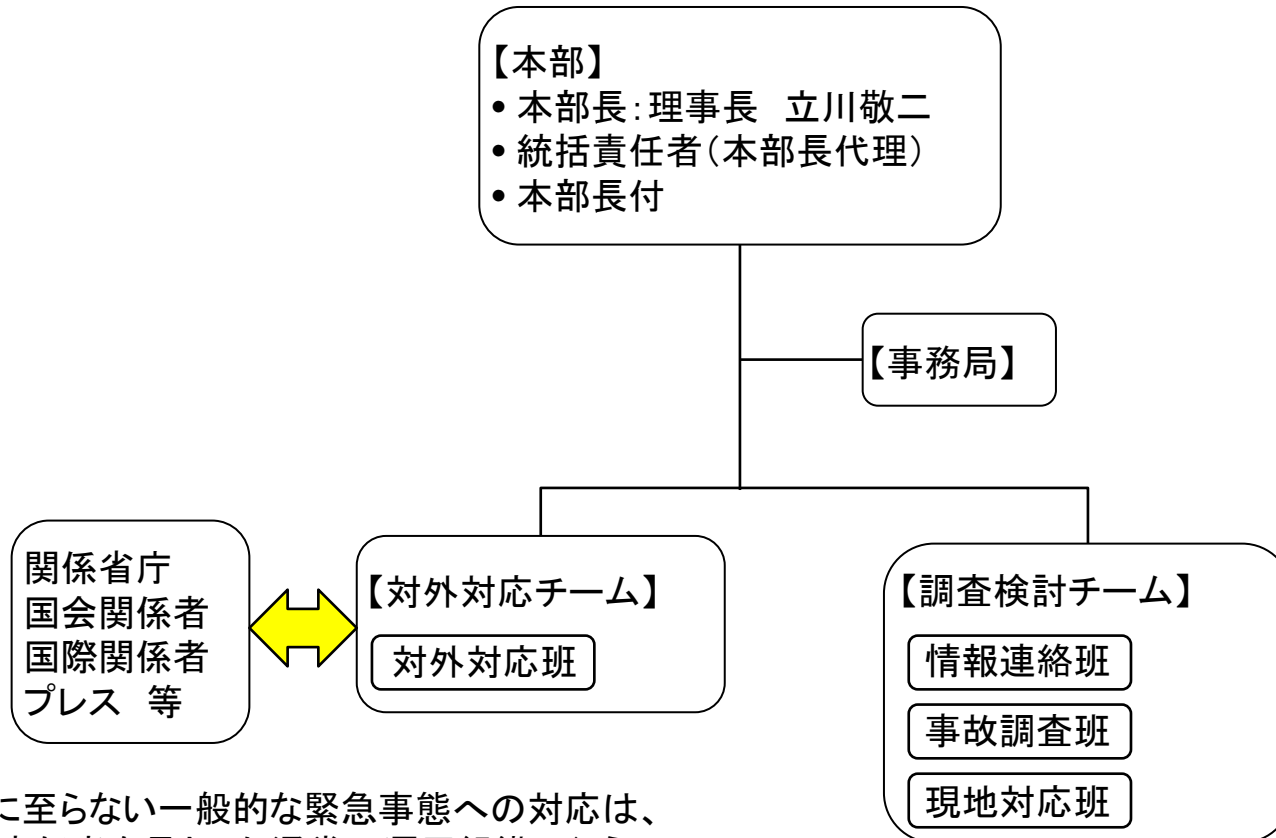 【本部】
• 本部長：理事長　立川敬二
• 統括責任者（本部長代理）
• 本部長付
【事務局】
関係省庁
国会関係者
国際関係者
プレス　等
【対外対応チーム】
対外対応班
【調査検討チーム】
情報連絡班
事故調査班
現地対応班
に至らない一般的な緊急事態への対応は、